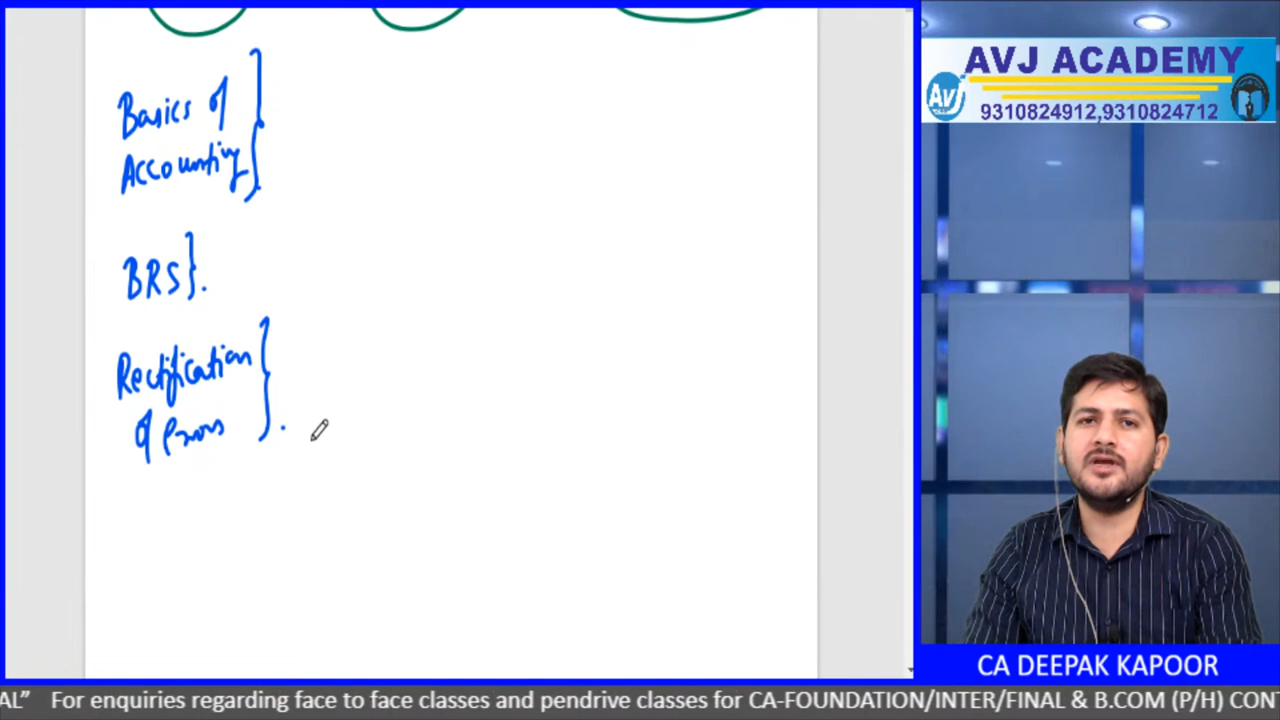 Basics of
Accounting
BRS
Rectification
of Errors
AVJ ACADEMY
AVJ
9310824912,9310824712
CA DEEPAK KAPOOR
AL” For enquiries regarding face to face classes and pendrive classes for CA-FOUNDATION/INTER/FINAL & B.COM (P/H) CONT